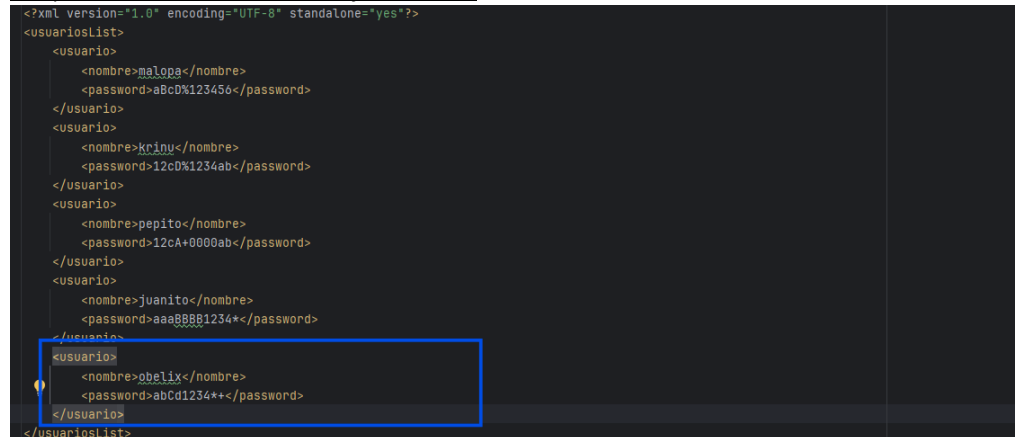 <?xml version="1.0" encoding="UTF-8" standalone="yes"?>
<usuariosList>
<usuario>
<nombre>malopa</nombre>
<password>aBcD%123456</password>
</usuario>
<usuario>
<nombre>krinu</nombre>
<password>12cD%1234ab</password>
</usuario>
<usuario>
<nombre>pepito</nombre>
<password>12cA+0000ab</password>
</usuario>
<usuario>
<nombre>juanito</nombre>
<password>aaaBBBB1234*</password>
</usuario>
<usuario>
<nombre>obelix</nombre>
<password>abCd1234*+</password>
</usuario>
</usuariosList>